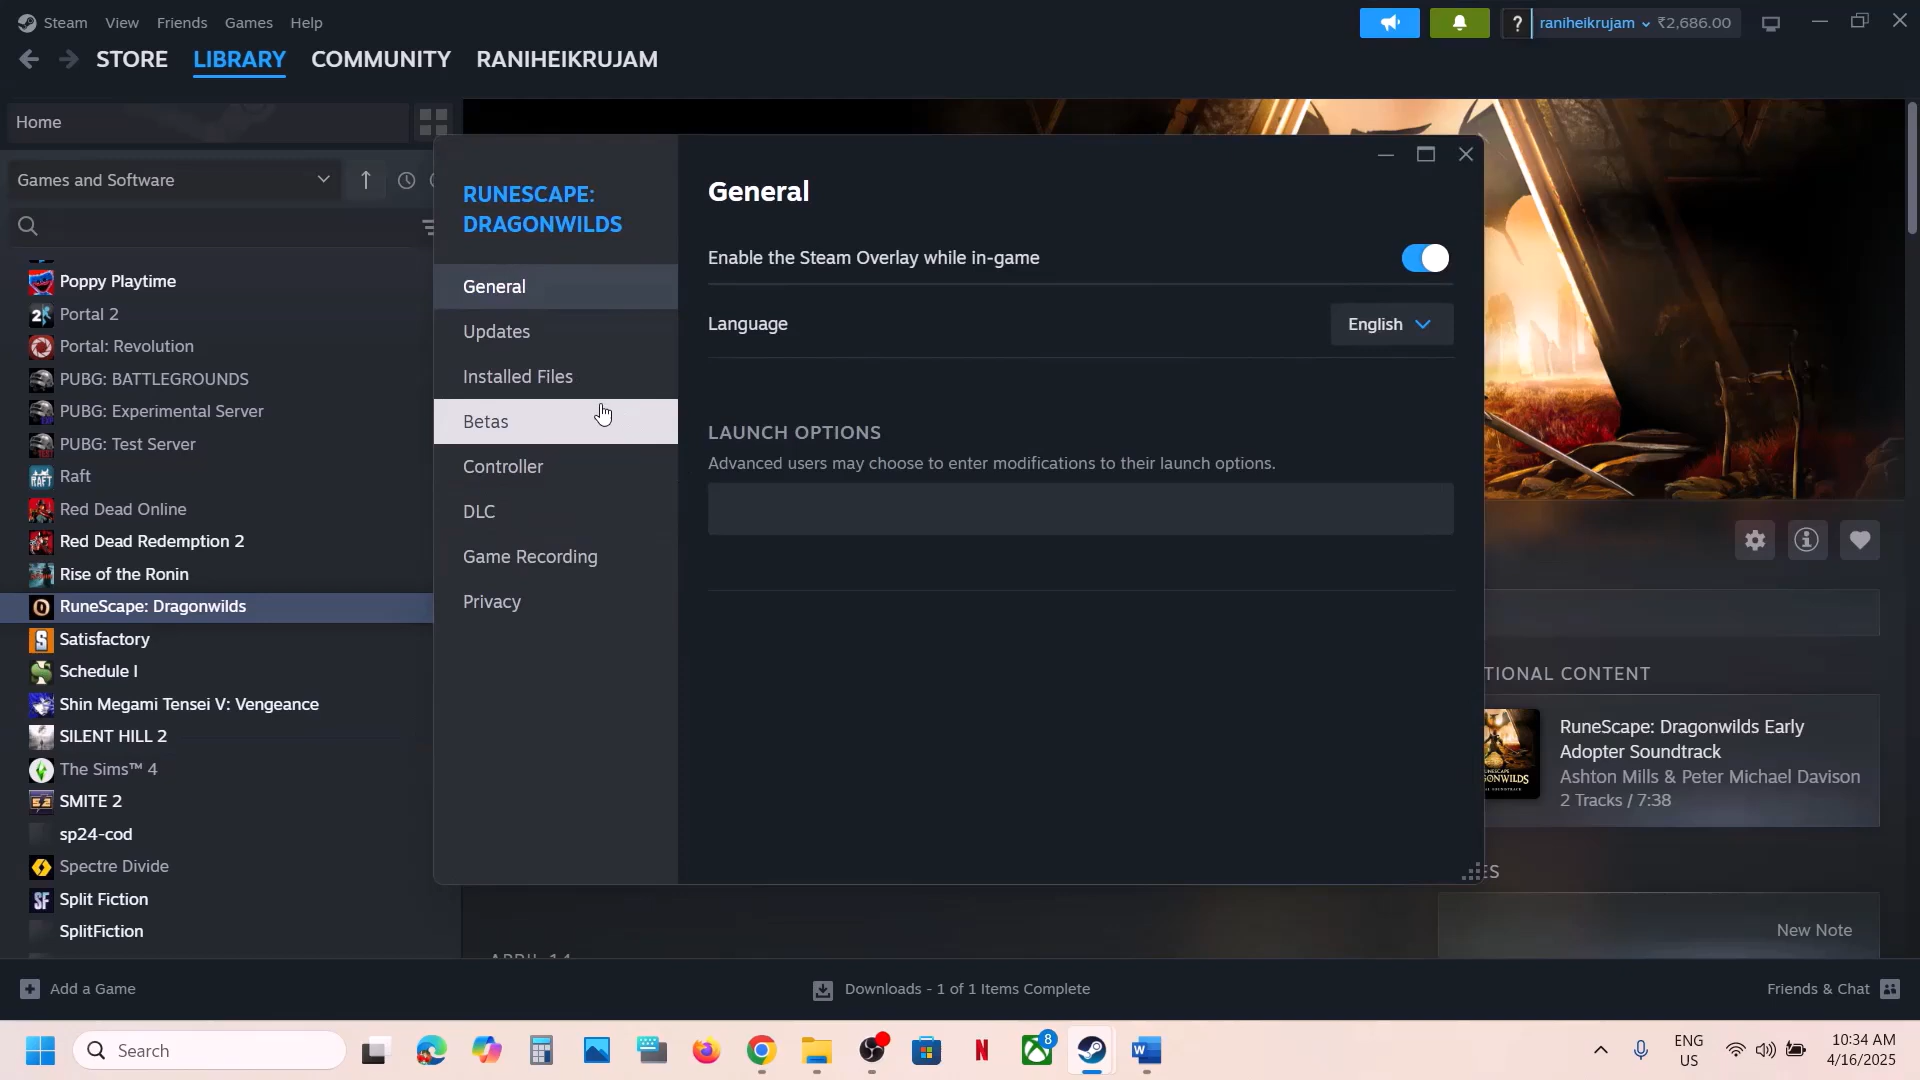 Steam View Friends Games Help
? raniheikrujam ₹2,686.00
STORE LIBRARY COMMUNITY RANIHEIKRUJAM
Home
Games and Software
RUNESCAPE:
DRAGONWILDS
General
Updates
Installed Files
Betas
Controller
DLC
Game Recording
Privacy
General
Enable the Steam Overlay while in-game
Language English
LAUNCH OPTIONS
Advanced users may choose to enter modifications to their launch options.
Poppy Playtime
Portal 2
Portal: Revolution
PUBG: BATTLEGROUNDS
PUBG: Experimental Server
PUBG: Test Server
Raft
Red Dead Online
Red Dead Redemption 2
Rise of the Ronin
RuneScape: Dragonwilds
Satisfactory
Schedule I
Shin Megami Tensei V: Vengeance
SILENT HILL 2
The Sims™ 4
SMITE 2
sp24-cod
Spectre Divide
Split Fiction
SplitFiction
TIONAL CONTENT
RuneScape: Dragonwilds Early
Adopter Soundtrack
Ashton Mills & Peter Michael Davison
2 Tracks / 7:38
ES
New Note
Add a Game
Downloads - 1 of 1 Items Complete
Friends & Chat
Search
8
ENG
US
10:34 AM
4/16/2025